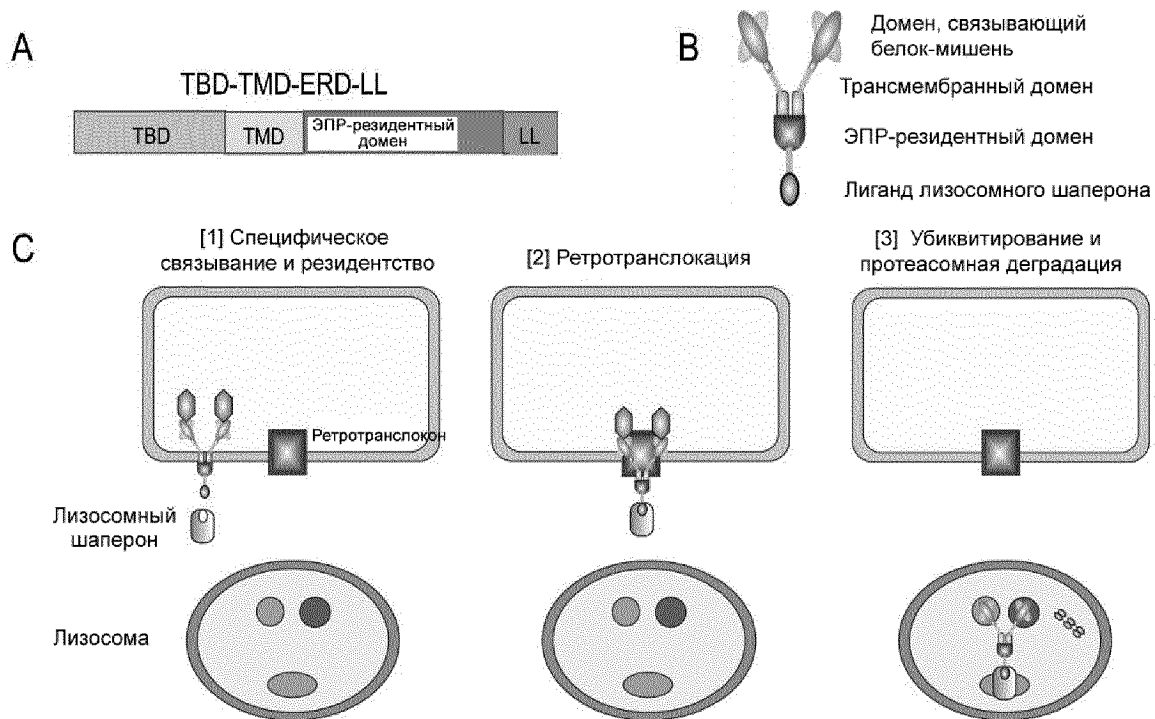 A
TBD-TMD-ERD-LL
TBD
TMD
ЭПР-резидентный
домен
LL
B
Домен, связывающий
белок-мишень
Трансмембранный домен
ЭПР-резидентный домен
Лиганд лизосомного шаперона
C
[1] Специфическое
связывание и резидентство
[2] Ретротранслокация
[3] Убиквитирование и
протеасомная деградация
Ретротранслокон
Лизосомный
шаперон
Лизосома